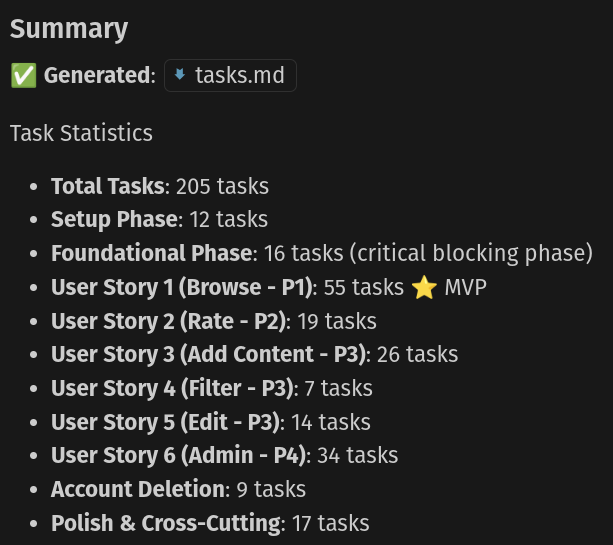 Summary
✅ Generated: tasks.md
Task Statistics
• Total Tasks: 205 tasks
• Setup Phase: 12 tasks
• Foundational Phase: 16 tasks (critical blocking phase)
• User Story 1 (Browse - P1): 55 tasks ⭐ MVP
• User Story 2 (Rate - P2): 19 tasks
• User Story 3 (Add Content - P3): 26 tasks
• User Story 4 (Filter - P3): 7 tasks
• User Story 5 (Edit - P3): 14 tasks
• User Story 6 (Admin - P4): 34 tasks
• Account Deletion: 9 tasks
• Polish & Cross-Cutting: 17 tasks